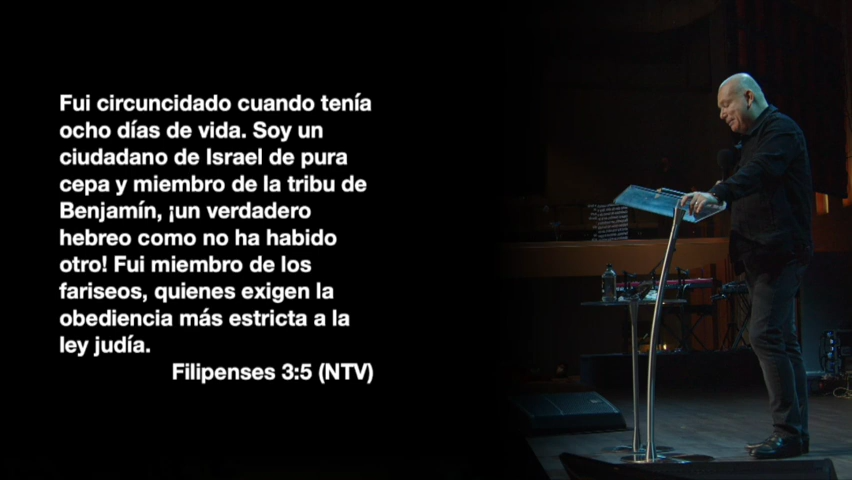 Fui circuncidado cuando tenía
ocho días de vida. Soy un
ciudadano de Israel de pura
cepa y miembro de la tribu de
Benjamín, ¡un verdadero
hebreo como no ha habido
otro! Fui miembro de los
fariseos, quienes exigen la
obediencia más estricta a la
ley judía.
Filipenses 3:5 (NTV)